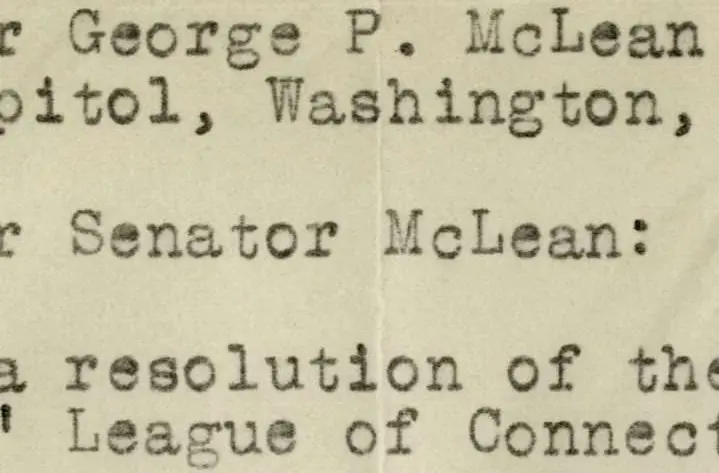 r George P. McLean
pitol, Washington,
r Senator McLean:
a resolution of the
' League of Connect